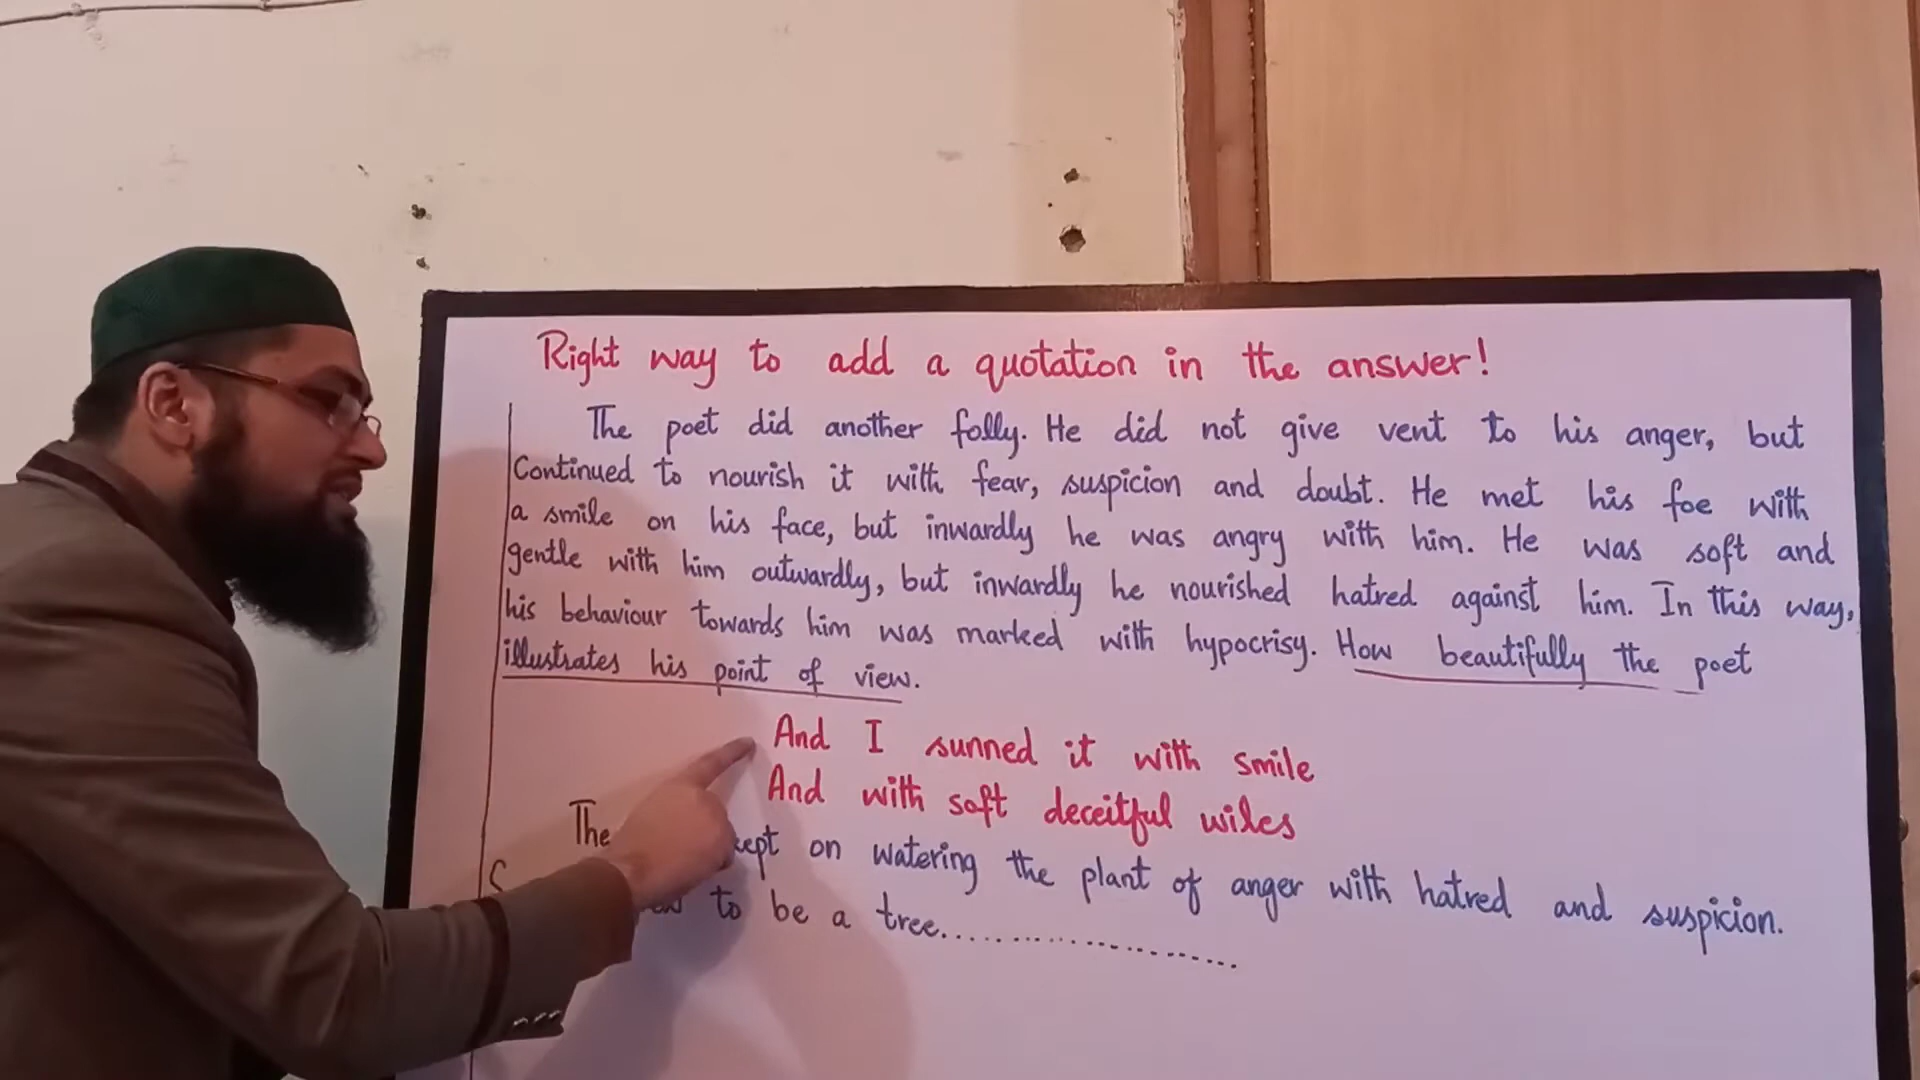 Right way to add a quotation in the answer!
The poet did another folly. He did not give vent to his anger, but
Continued to nourish it with fear, suspicion and doubt. He met his foe with
a smile on his face, but inwardly he was angry with him. He was soft and
gentle with him outwardly, but inwardly he nourished hatred against him. In this way,
his behaviour towards him was marked with hypocrisy. How beautifully the poet
illustrates his point of view.
And I sunned it with smile
And with soft deceitful wiles
The kept on watering the plant of anger with hatred and suspicion.
to be a tree......................